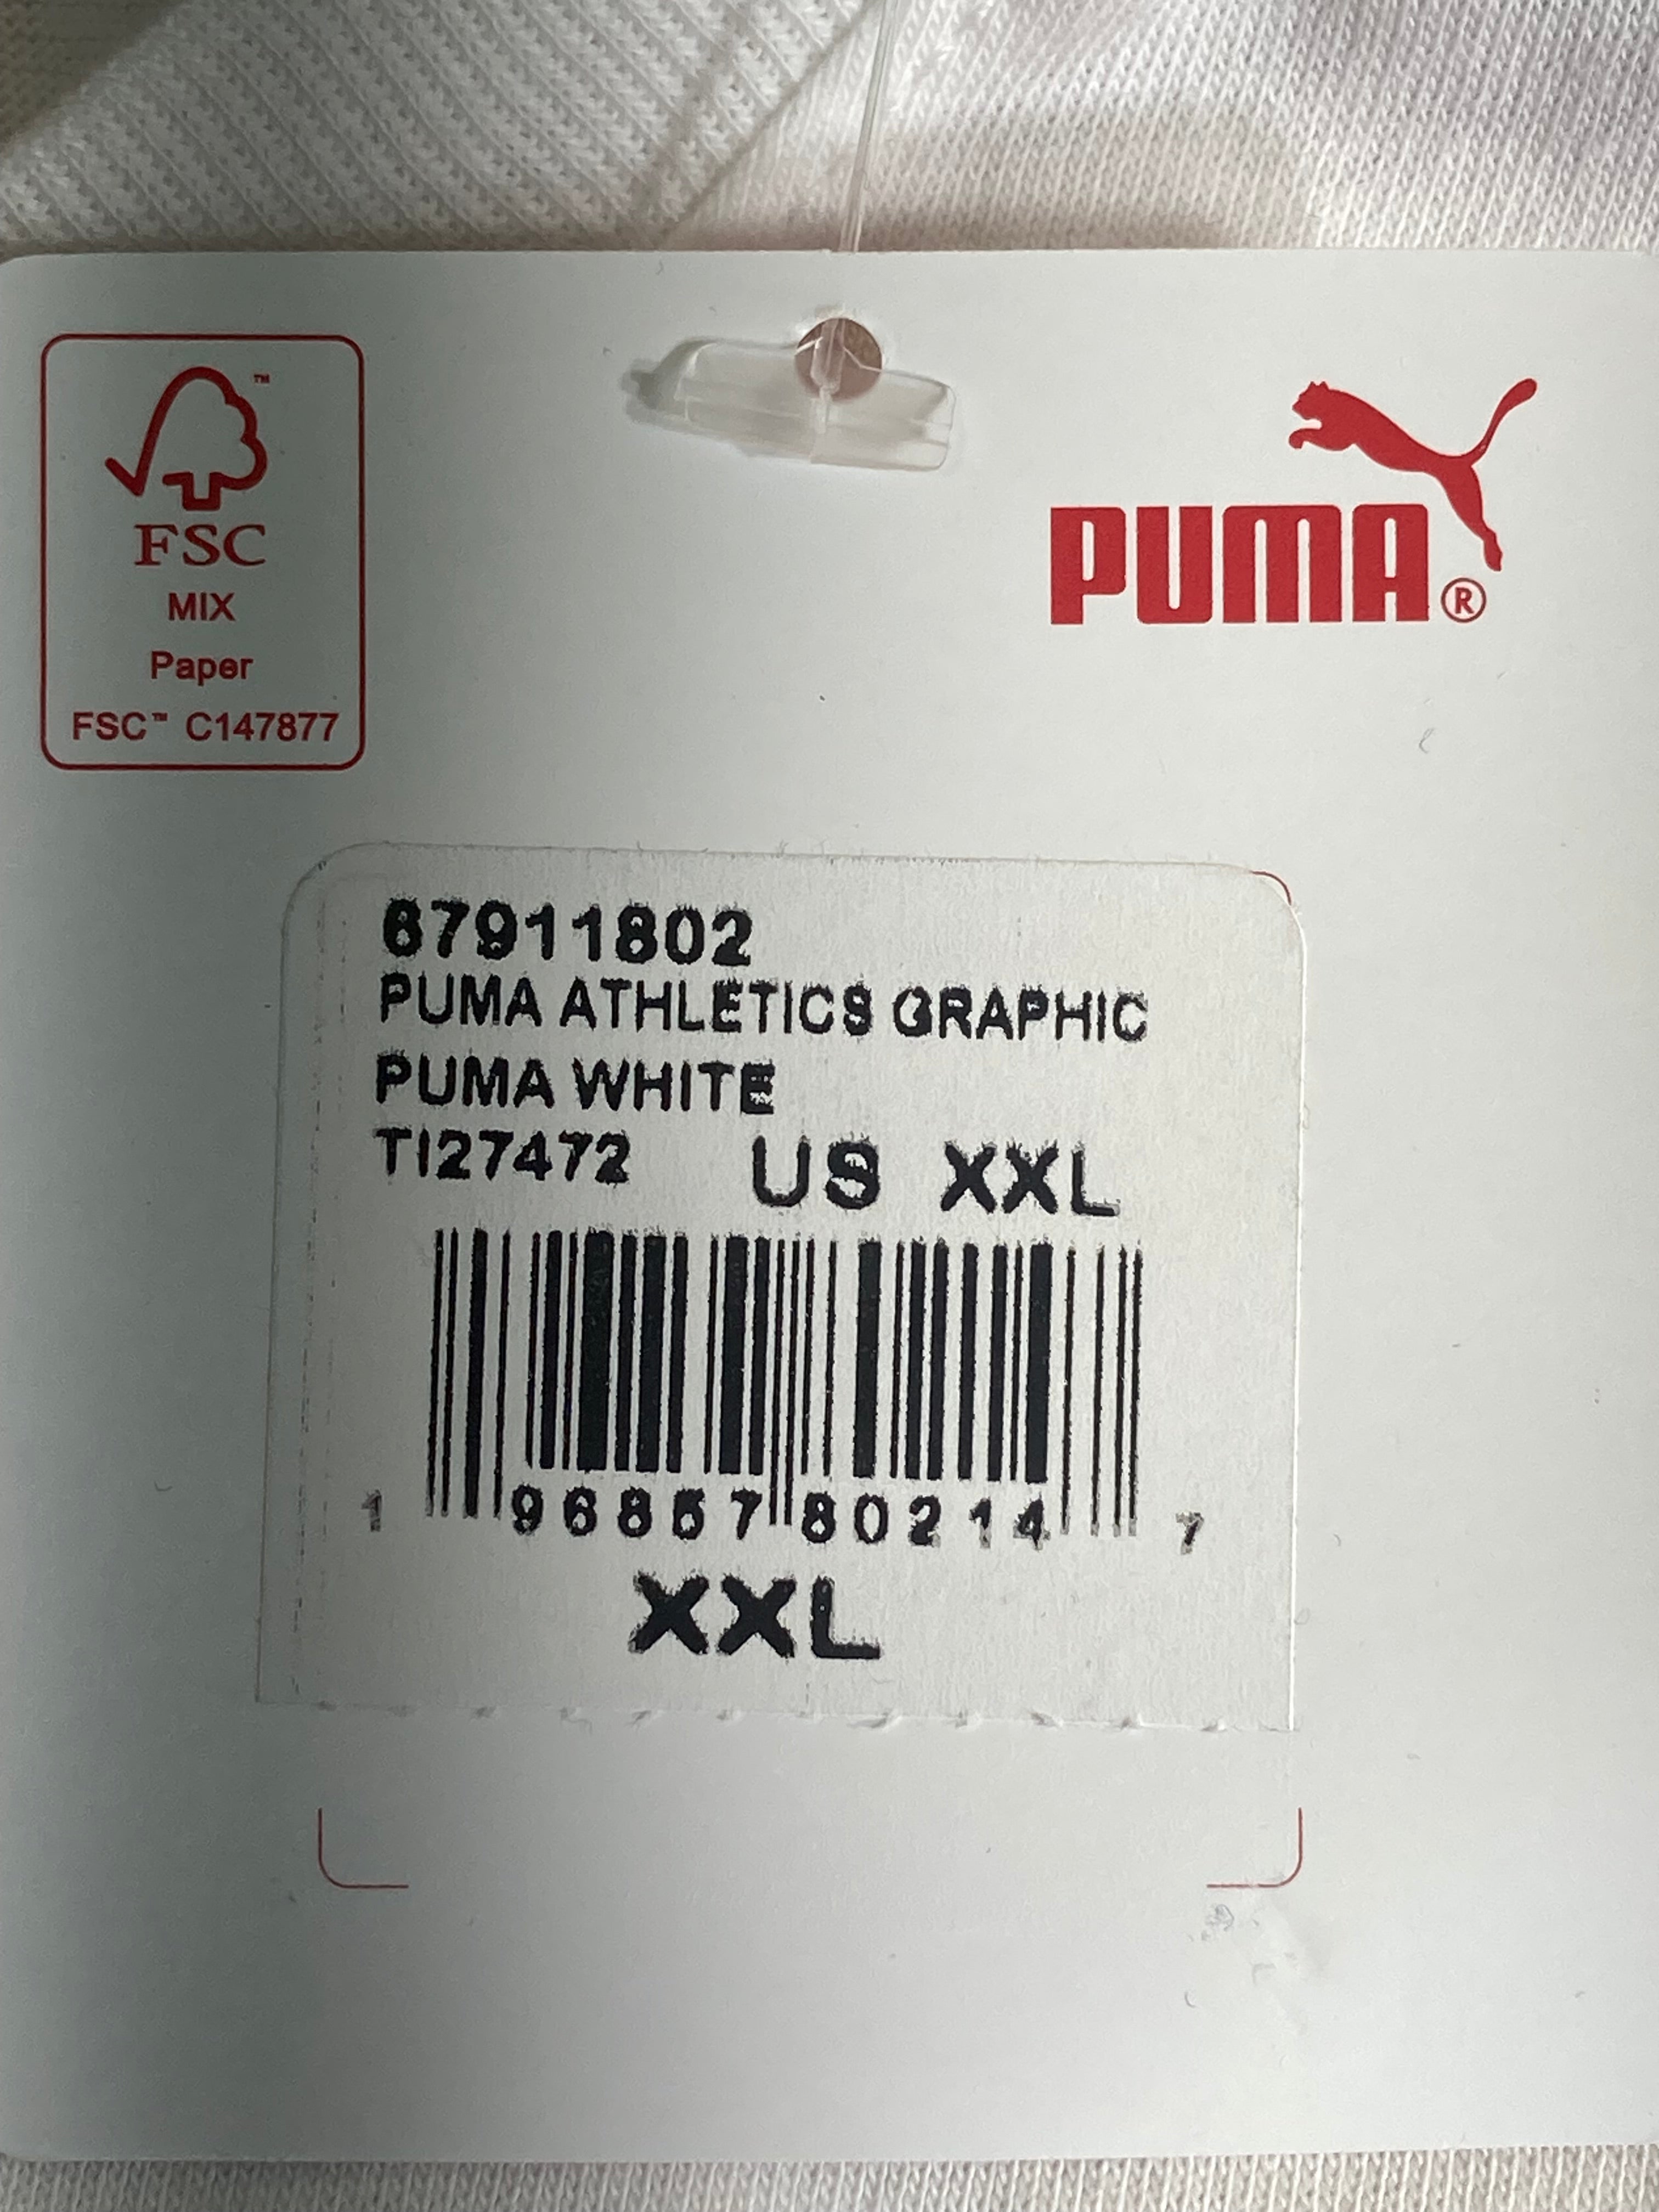 FSC
MIX
Paper
FSC™ C147877
PUMA®
67911802
PUMA ATHLETICS GRAPHIC
PUMA WHITE
TI27472 US XXL
1 96857 80214 7
XXL